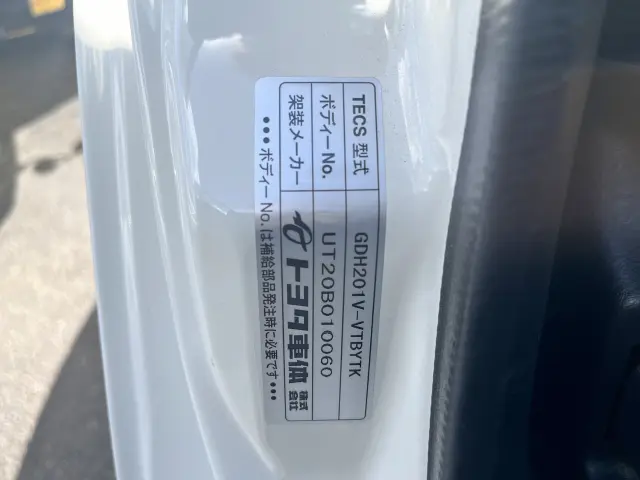 TECS 型式 GDH201V-VTBYTK
ボディーNo. UT20B010060
架装メーカー トヨタ車体 株式会社
●●● ボディーNo.は補給部品発注時に必要です ●●●